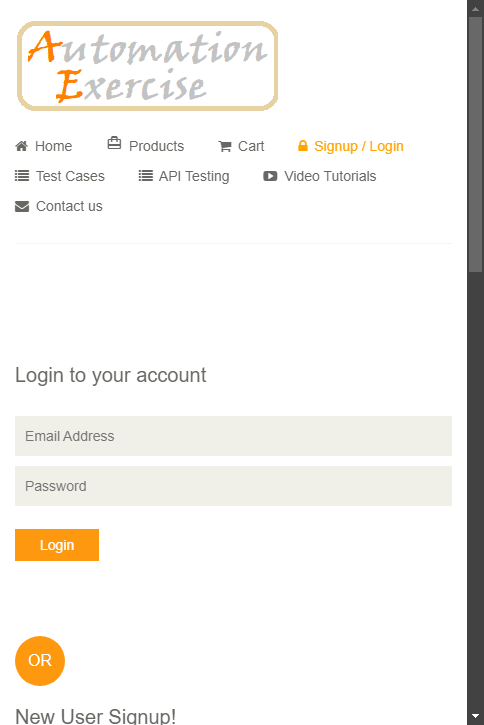 Automation
Exercise
Home Products Cart Signup / Login
Test Cases API Testing Video Tutorials
Contact us
Login to your account
Email Address
Password
Login
OR
New User Signup!